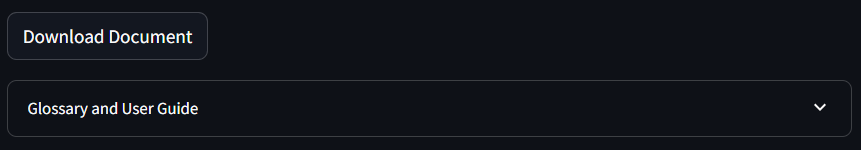 Download Document
Glossary and User Guide